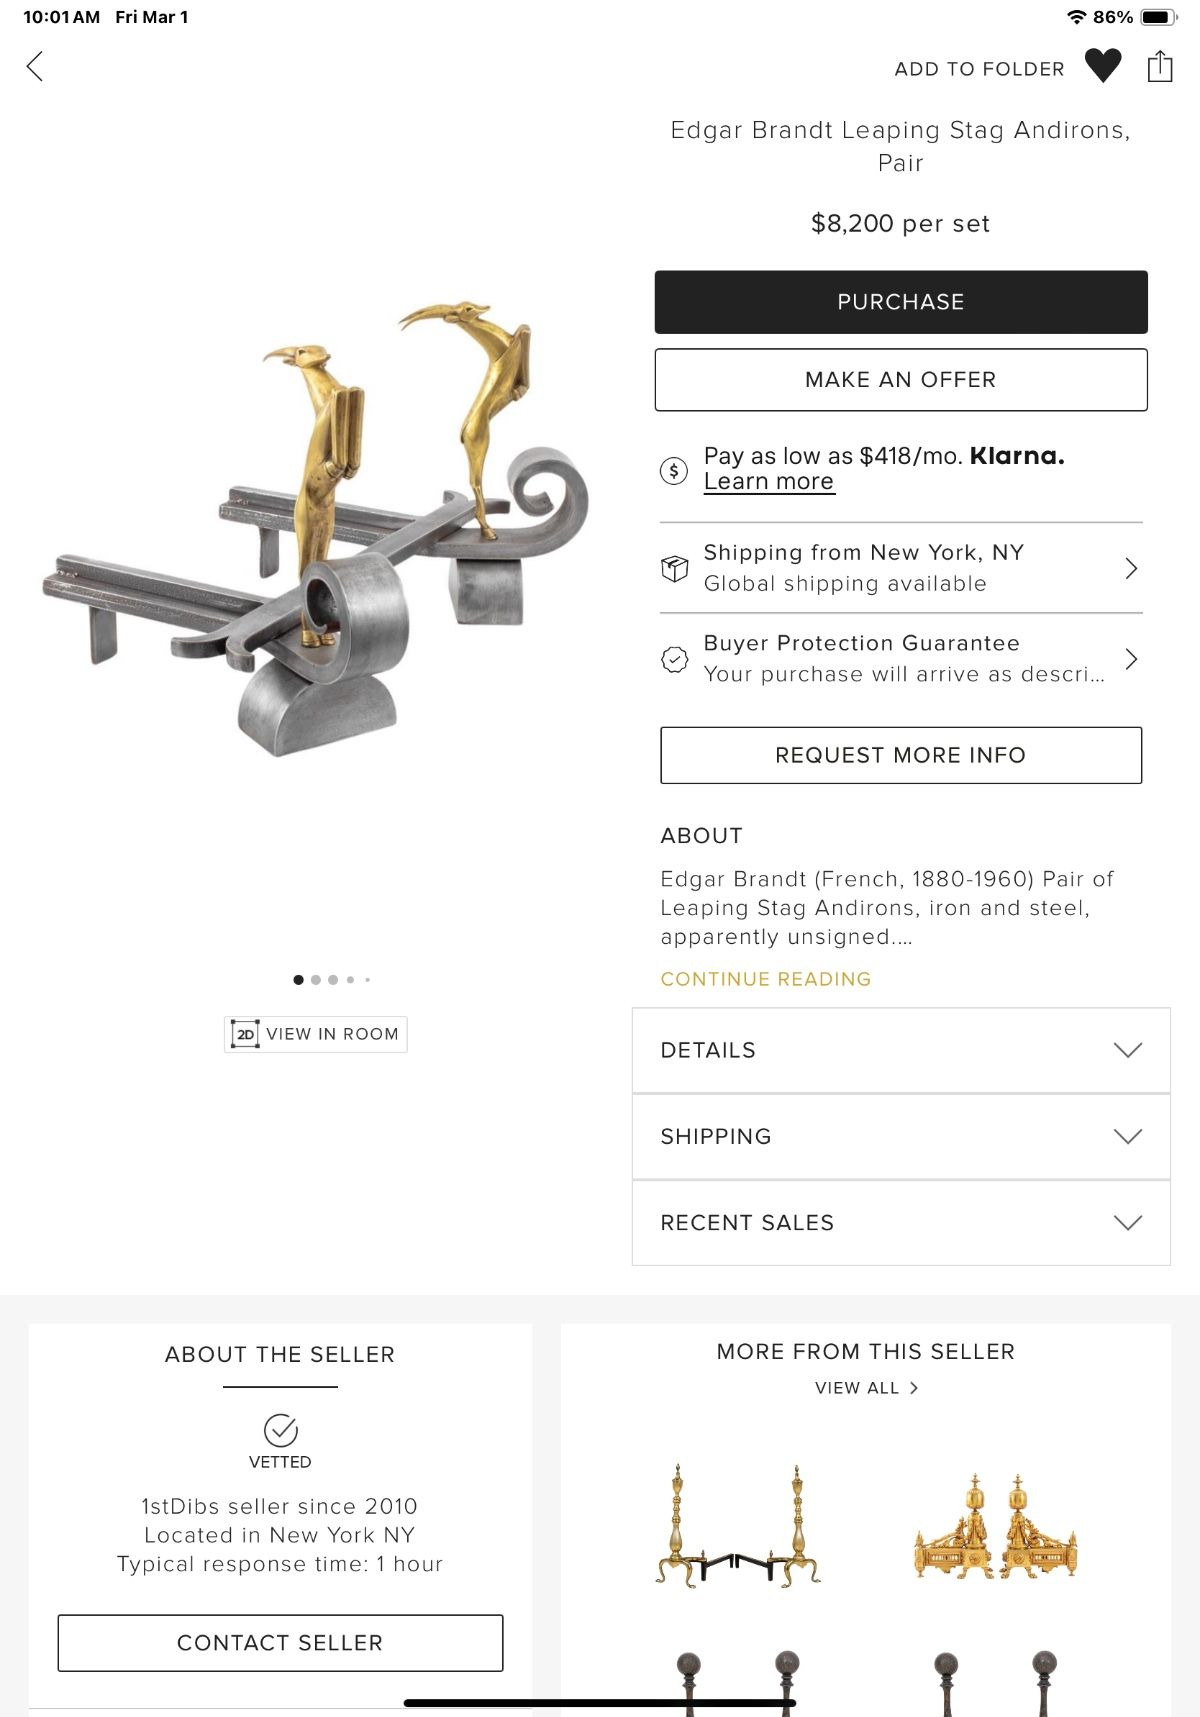 10:01 AM Fri Mar 1
86%
ADD TO FOLDER
Edgar Brandt Leaping Stag Andirons,
Pair
$8,200 per set
PURCHASE
MAKE AN OFFER
$
Pay as low as $418/mo. Klarna.
Learn more
Shipping from New York, NY
Global shipping available
Buyer Protection Guarantee
Your purchase will arrive as descri...
REQUEST MORE INFO
ABOUT
Edgar Brandt (French, 1880-1960) Pair of
Leaping Stag Andirons, iron and steel,
apparently unsigned....
CONTINUE READING
2D VIEW IN ROOM
DETAILS
SHIPPING
RECENT SALES
ABOUT THE SELLER
VETTED
1stDibs seller since 2010
Located in New York NY
Typical response time: 1 hour
CONTACT SELLER
MORE FROM THIS SELLER
VIEW ALL